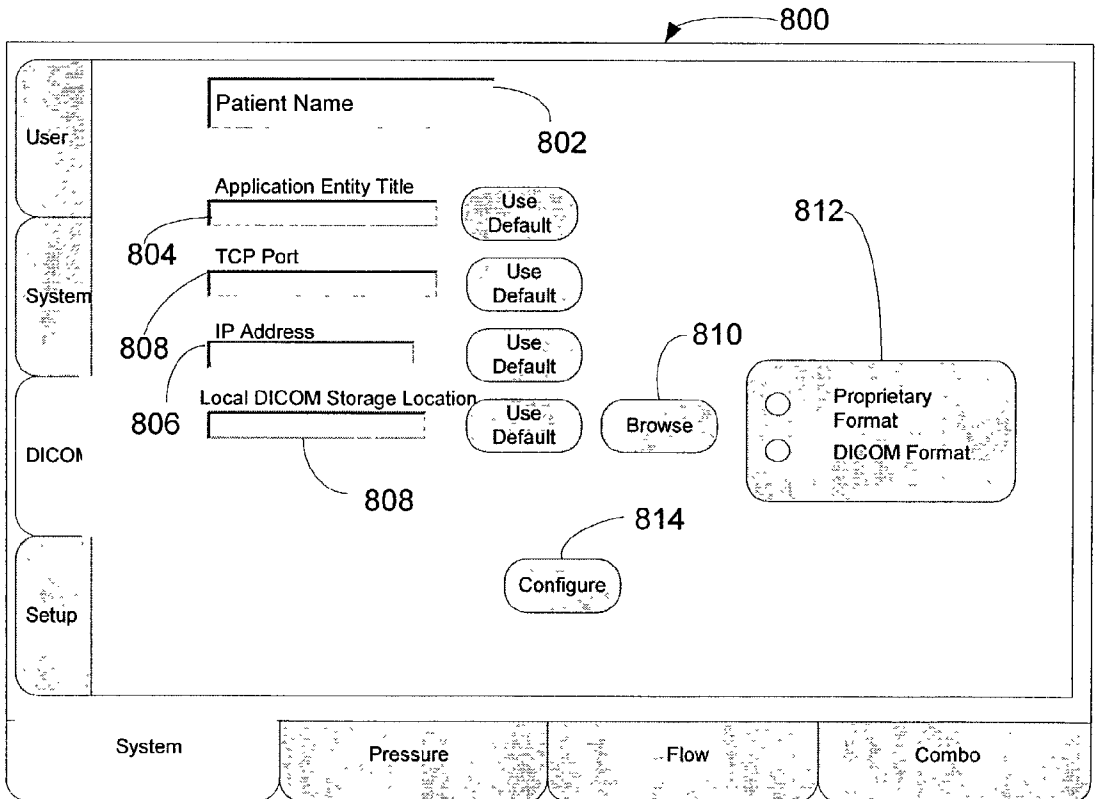 800
Patient Name
802
User
Application Entity Title
Use
Default
804
812
TCP Port
Use
Default
System
808
IP Address
Use
Default
810
806
Local DICOM Storage Location
Use
Default
Browse
Proprietary
Format
DICOM Format
DICOM
808
814
Configure
Setup
System
Pressure
Flow
Combo